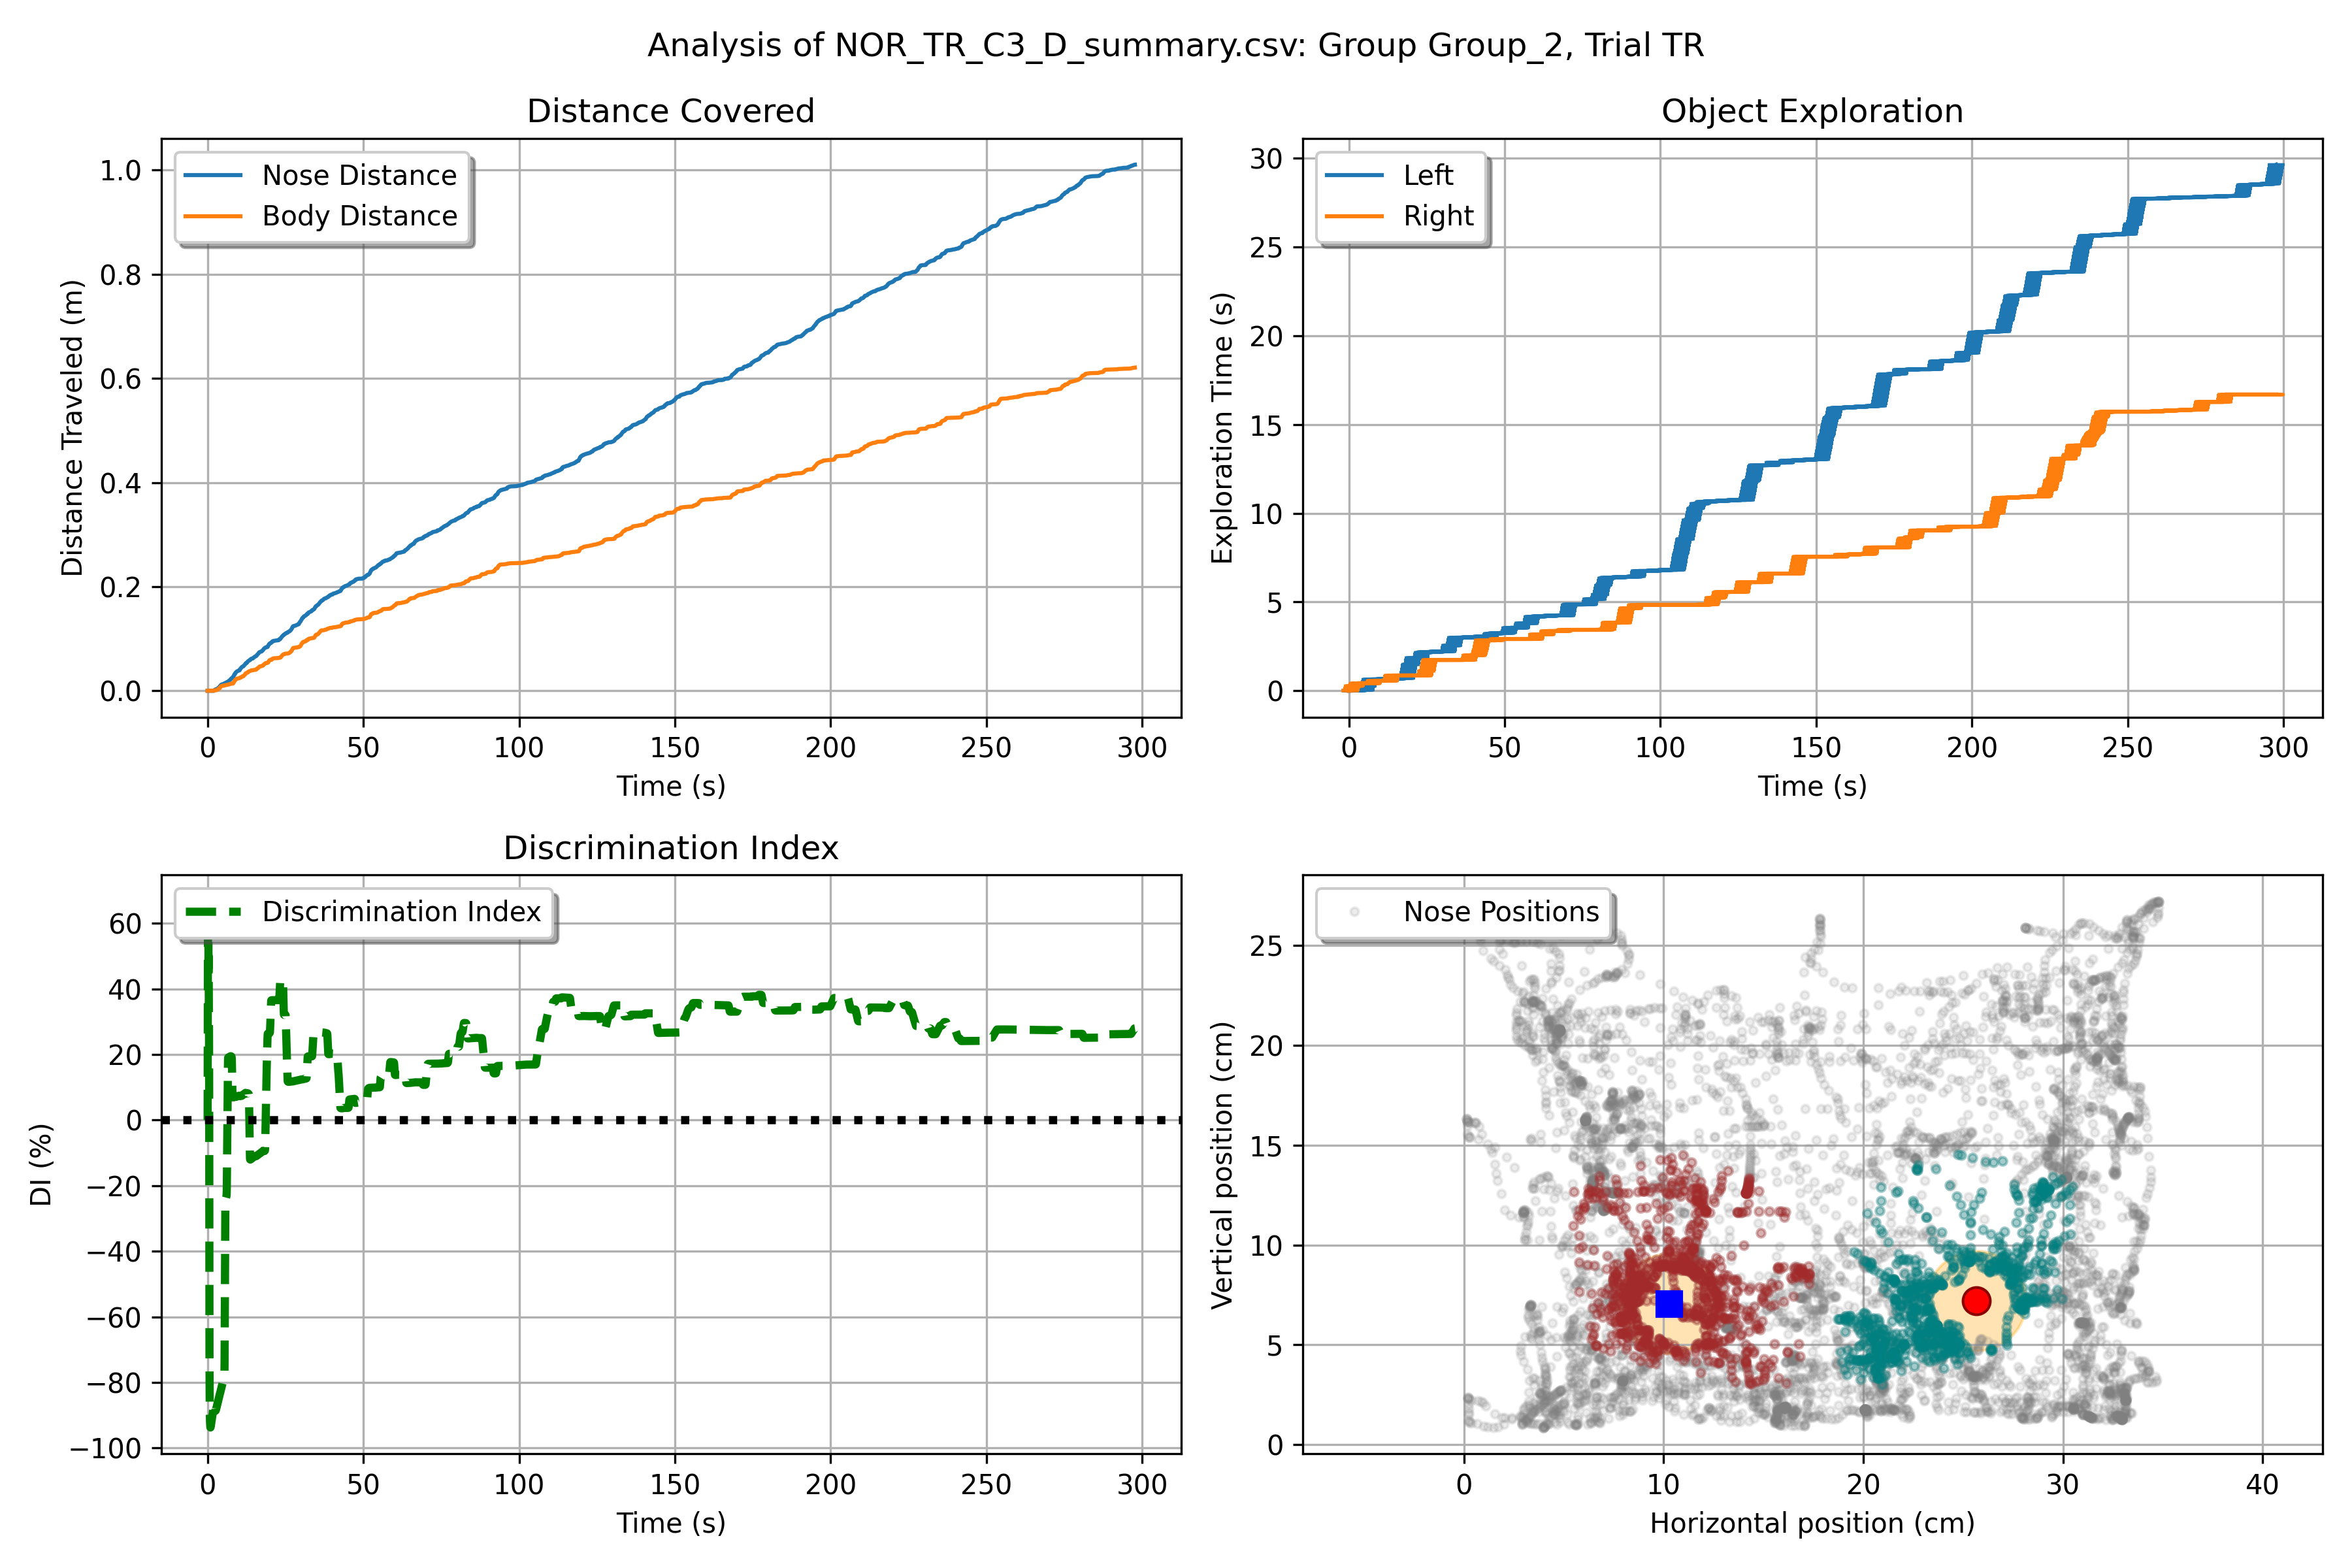 Analysis of NOR_TR_C3_D_summary.csv: Group Group_2, Trial TR
Distance Covered
Nose Distance
Body Distance
1.0
0.8
0.6
0.4
0.2
0.0
Distance Traveled (m)
0 50 100 150 200 250 300
Time (s)
Object Exploration
Left
Right
30
25
20
15
10
5
0
Exploration Time (s)
0 50 100 150 200 250 300
Time (s)
Discrimination Index
Discrimination Index
60
40
20
0
−20
−40
−60
−80
−100
DI (%)
0 50 100 150 200 250 300
Time (s)
Nose Positions
25
20
15
10
5
0
Vertical position (cm)
0 10 20 30 40
Horizontal position (cm)